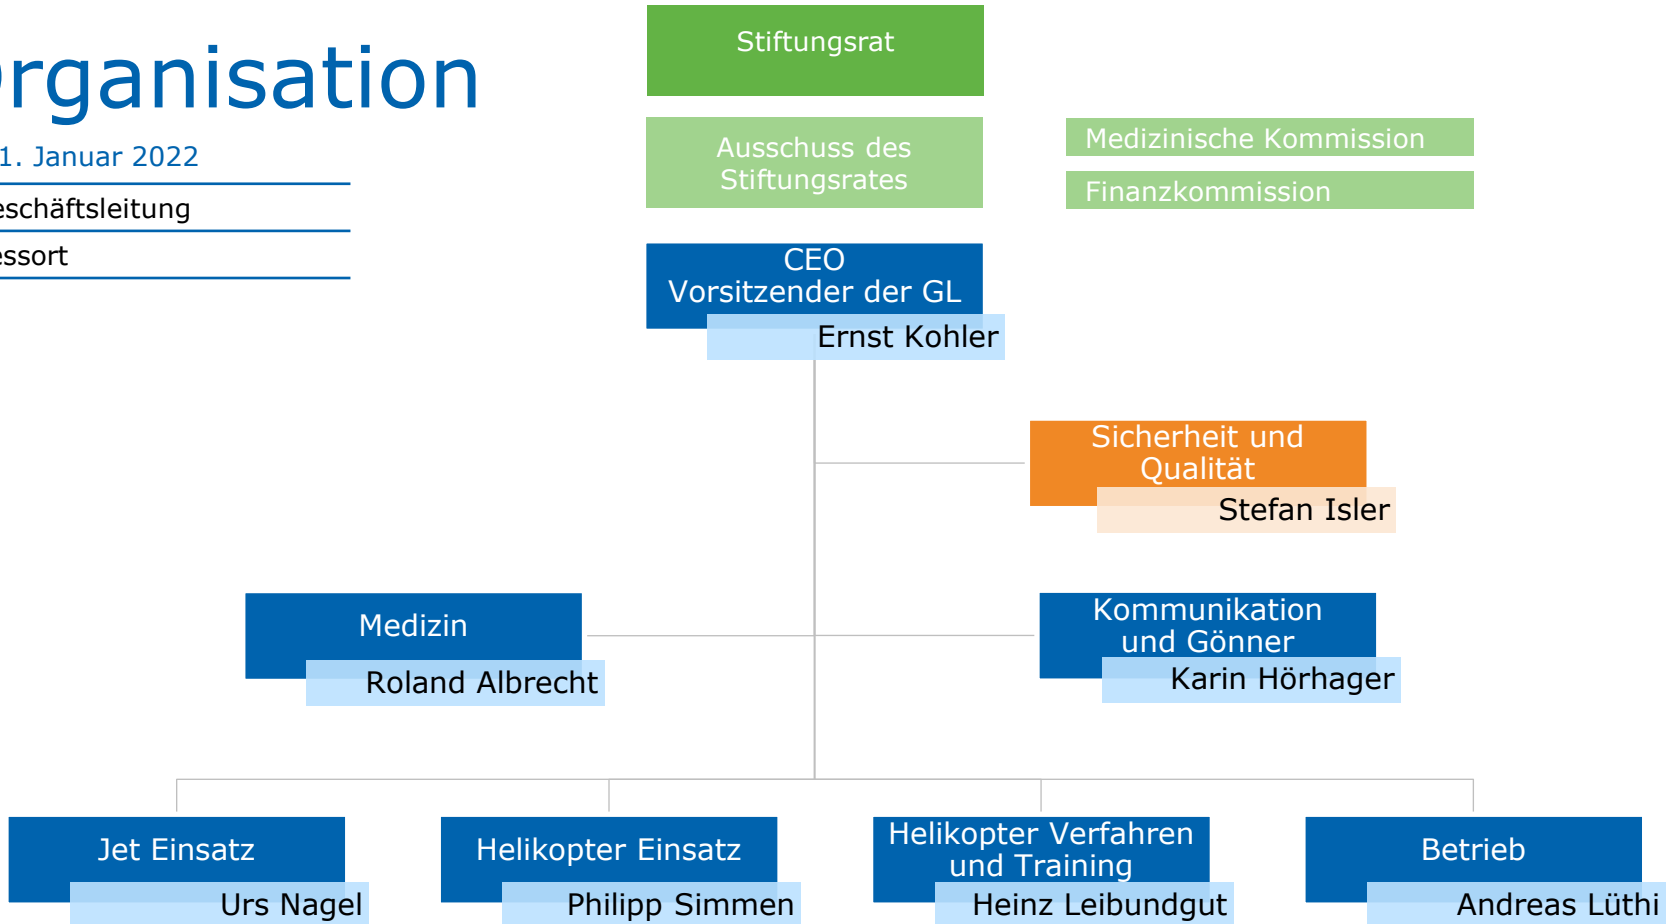 Organisation
1. Januar 2022
eschäftsleitung
essort
Stiftungsrat
Ausschuss des
Stiftungsrates
Medizinische Kommission
Finanzkommission
CEO
Vorsitzender der GL
Ernst Kohler
Sicherheit und
Qualität
Stefan Isler
Medizin
Roland Albrecht
Kommunikation
und Gönner
Karin Hörhager
Jet Einsatz
Urs Nagel
Helikopter Einsatz
Philipp Simmen
Helikopter Verfahren
und Training
Heinz Leibundgut
Betrieb
Andreas Lüthi